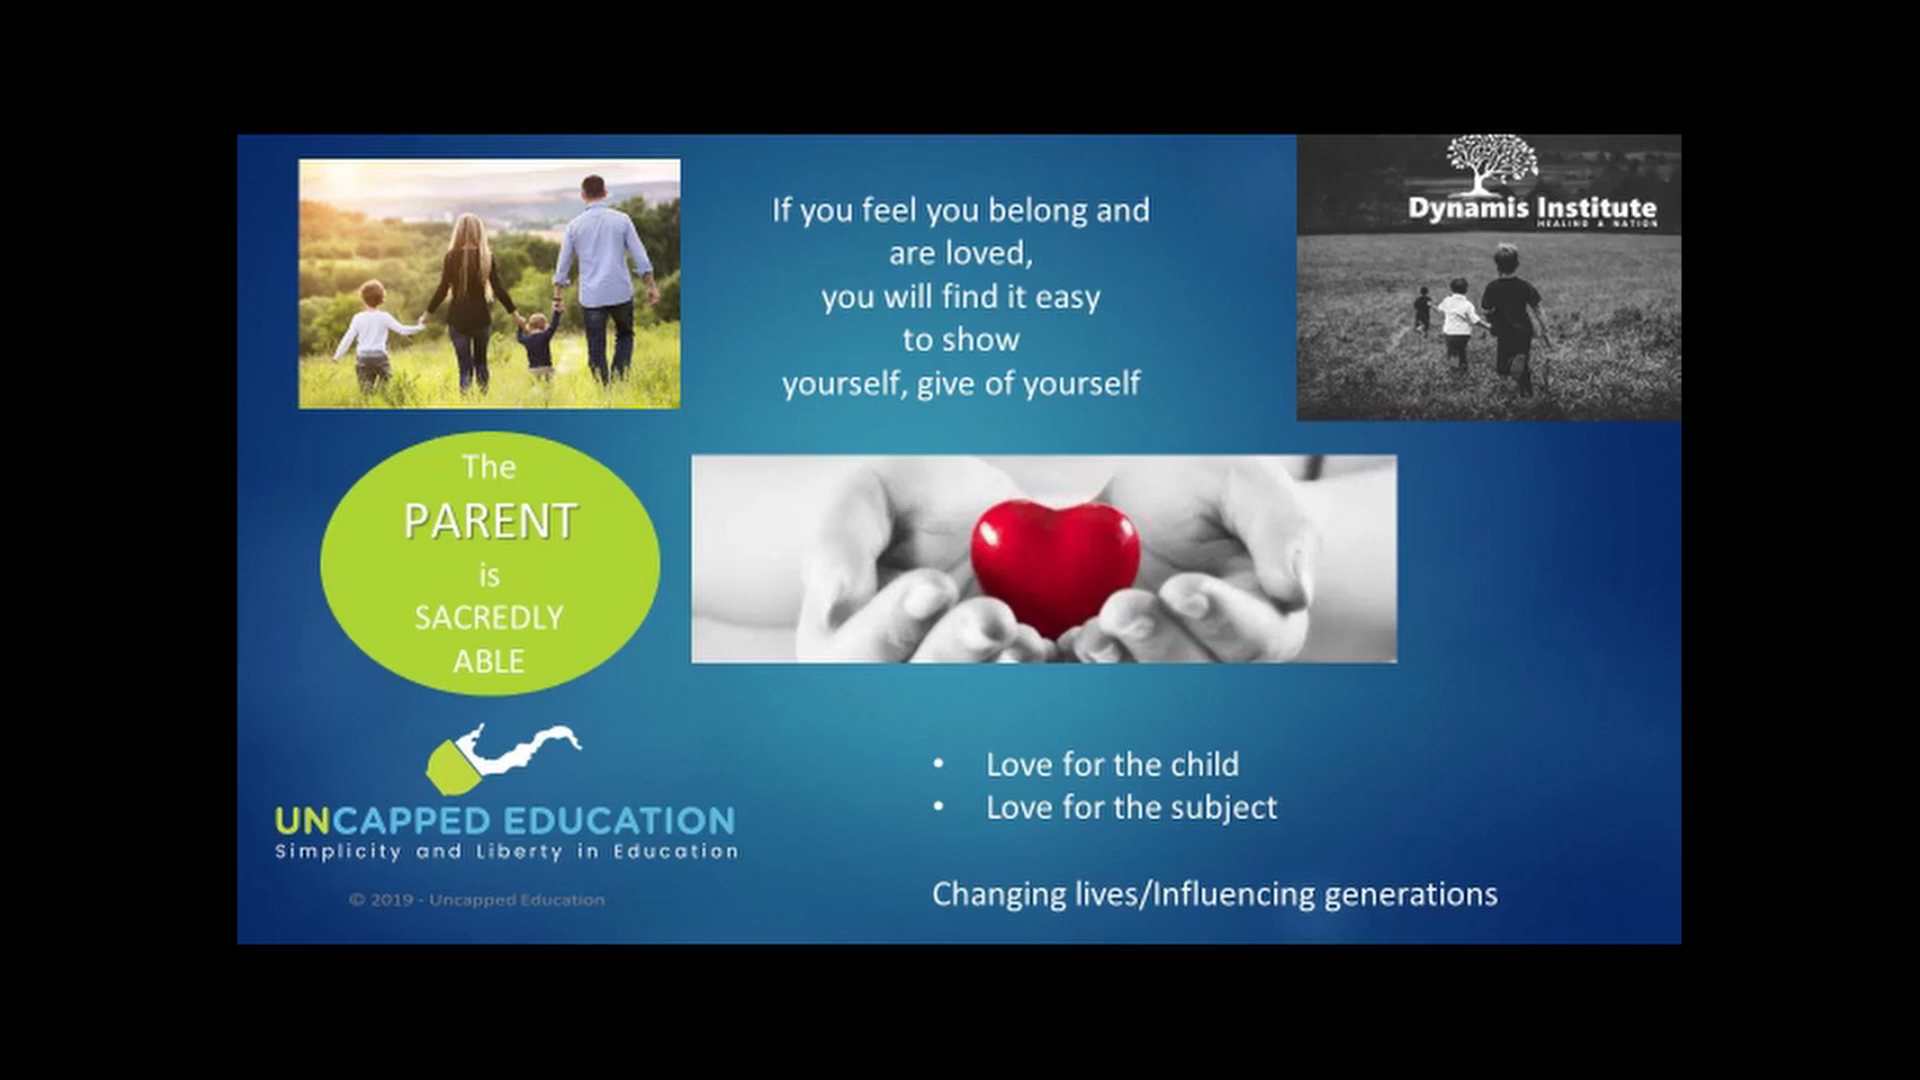 If you feel you belong and
are loved,
you will find it easy
to show
yourself, give of yourself
Dynamis Institute
HEALING A NATION
The
PARENT
is
SACREDLY
ABLE
UNCAPPED EDUCATION
Simplicity and Liberty in Education
© 2019 - Uncapped Education
• Love for the child
• Love for the subject
Changing lives/Influencing generations